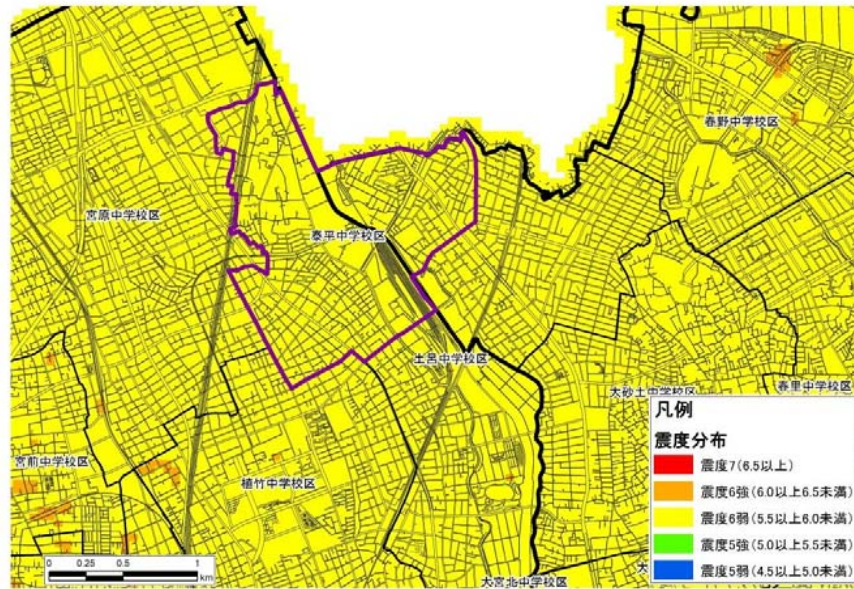 春野中学校区
宮原中学校区
泰平中学校区
土呂中学校区
大砂土中学校区
春里中学校区
宮前中学校区
植竹中学校区
大宮北中学校区
凡例
震度分布
震度7(6.5以上)
震度6強(6.0以上6.5未満)
震度6弱(5.5以上6.0未満)
震度5強(5.0以上5.5未満)
震度5弱(4.5以上5.0未満)
0 0.25 0.5 1
km